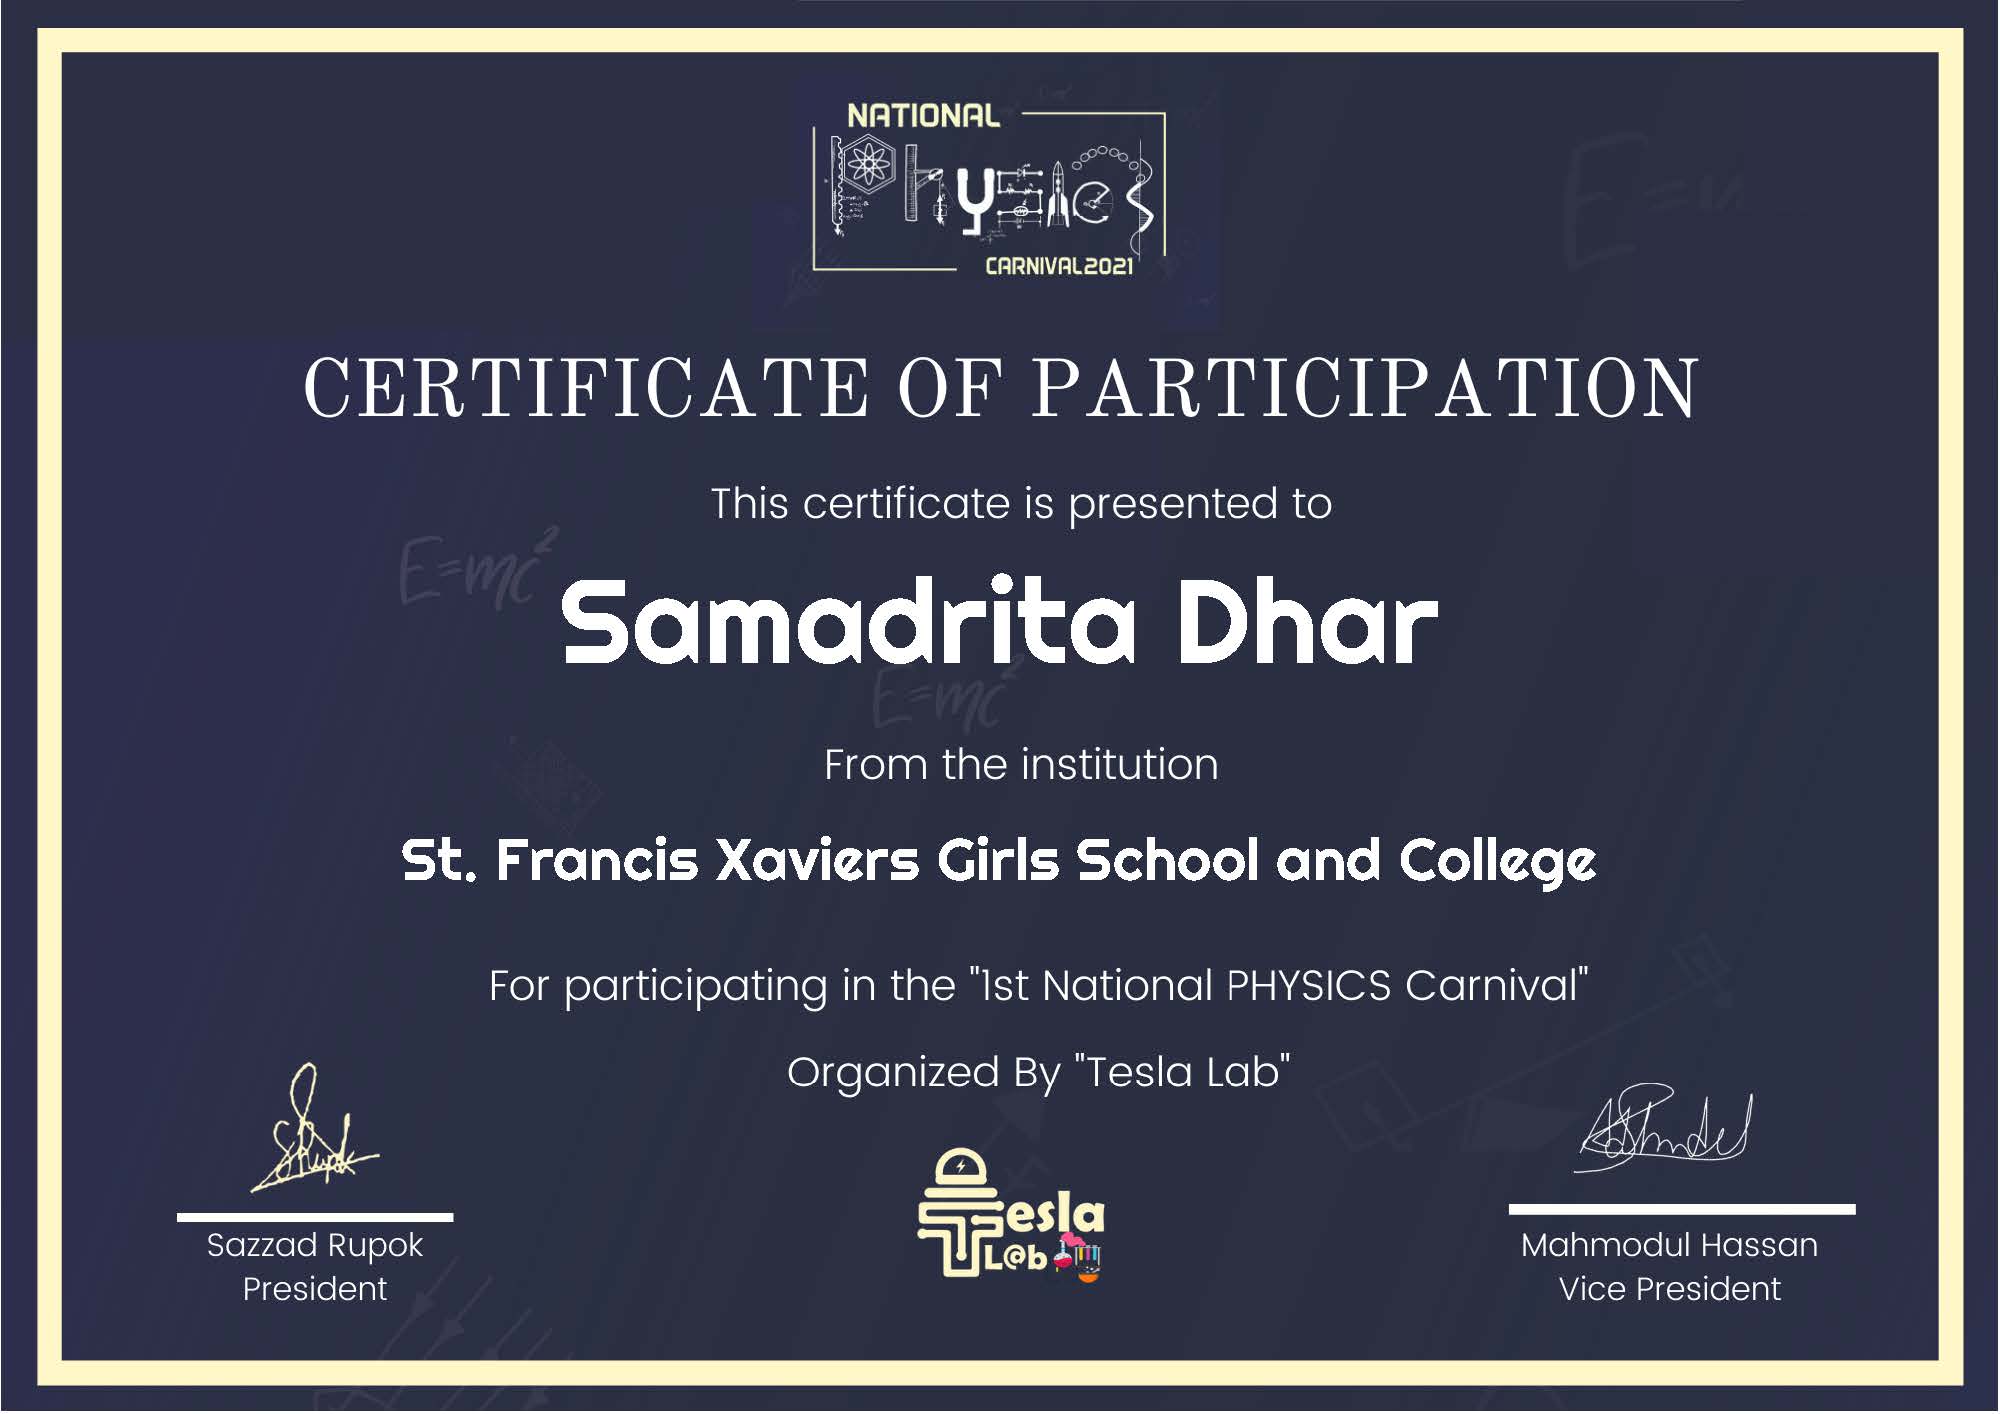 NATIONAL
PHYSICS
CARNIVAL2021
CERTIFICATE OF PARTICIPATION
This certificate is presented to
E=mc²
Samadrita Dhar
E=mc²
From the institution
St. Francis Xaviers Girls School and College
For participating in the "1st National PHYSICS Carnival"
Organized By "Tesla Lab"
Tesla
L@b
Sazzad Rupok
President
Mahmodul Hassan
Vice President